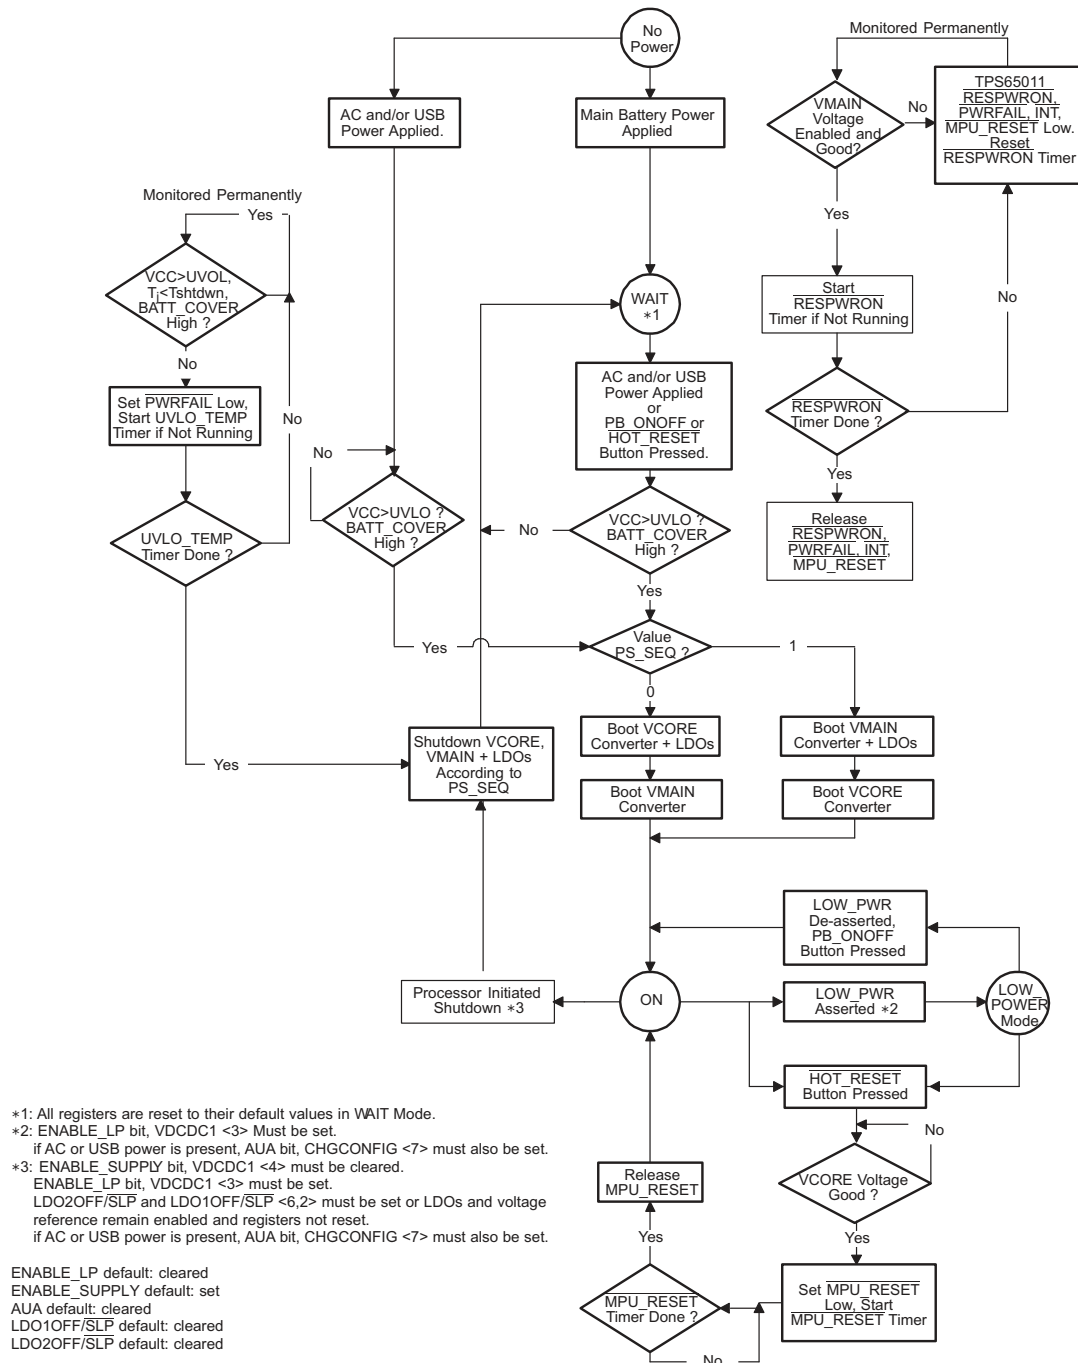 No
Power
Monitored Permanently
AC and/or USB
Power Applied.
Main Battery Power
Applied
VMAIN
Voltage
Enabled and
Good?
No
TPS65011
RESPWRON,
PWRFAIL, INT,
MPU_RESET Low.
Reset
RESPWRON Timer
Monitored Permanently
Yes
Yes
VCC>UVOL,
Tj<Tshtdwn,
BATT_COVER
High ?
WAIT
*1
Start
RESPWRON
Timer if Not Running
No
No
Set PWRFAIL Low,
Start UVLO_TEMP
Timer if Not Running
No
AC and/or USB
Power Applied
or
PB_ONOFF or
HOT_RESET
Button Pressed.
RESPWRON
Timer Done ?
No
Yes
UVLO_TEMP
Timer Done ?
VCC>UVLO ?
BATT_COVER
High ?
No
VCC>UVLO ?
BATT_COVER
High ?
Release
RESPWRON,
PWRFAIL, INT,
MPU_RESET
Yes
Yes
Value
PS_SEQ ?
1
0
Yes
Shutdown VCORE,
VMAIN + LDOs
According to
PS_SEQ
Boot VCORE
Converter + LDOs
Boot VMAIN
Converter + LDOs
Boot VMAIN
Converter
Boot VCORE
Converter
LOW_PWR
De-asserted,
PB_ONOFF
Button Pressed
Processor Initiated
Shutdown *3
ON
LOW_PWR
Asserted *2
LOW_
POWER
Mode
HOT_RESET
Button Pressed
No
VCORE Voltage
Good ?
Release
MPU_RESET
Yes
Yes
MPU_RESET
Timer Done ?
Set MPU_RESET
Low, Start
MPU_RESET Timer
No
*1: All registers are reset to their default values in WAIT Mode.
*2: ENABLE_LP bit, VDCDC1 <3> Must be set.
if AC or USB power is present, AUA bit, CHGCONFIG <7> must also be set.
*3: ENABLE_SUPPLY bit, VDCDC1 <4> must be cleared.
ENABLE_LP bit, VDCDC1 <3> must be set.
LDO2OFF/SLP and LDO1OFF/SLP <6,2> must be set or LDOs and voltage
reference remain enabled and registers not reset.
if AC or USB power is present, AUA bit, CHGCONFIG <7> must also be set.
ENABLE_LP default: cleared
ENABLE_SUPPLY default: set
AUA default: cleared
LDO1OFF/SLP default: cleared
LDO2OFF/SLP default: cleared